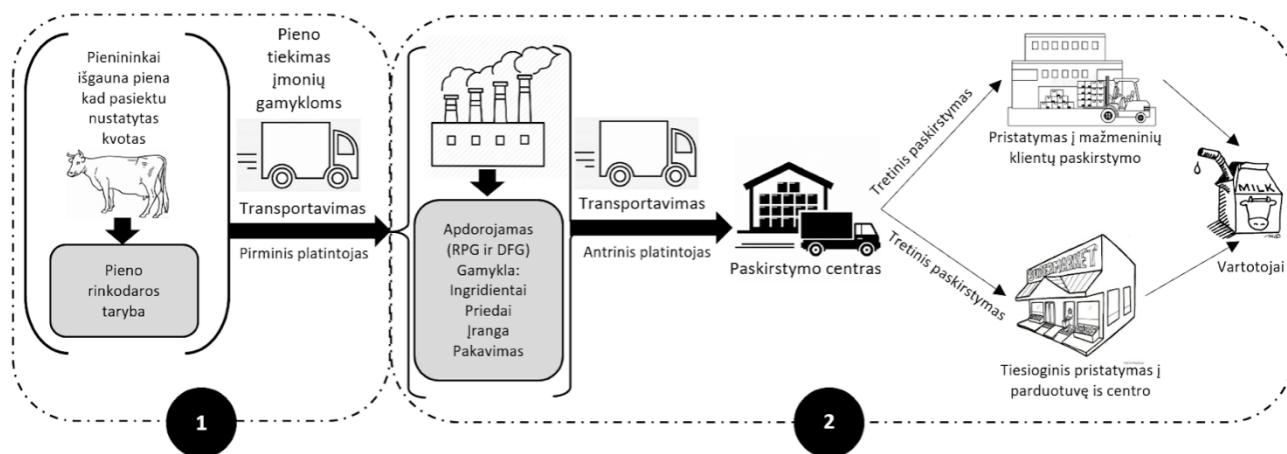 Pienininkai
išgauna piena
kad pasiektu
nustatytas
kvotas
Pieno
rinkodaros
taryba
Pieno
tiekimas
įmonių
gamykloms
Transportavimas
Pirminis platintojas
1
Apdorojamas
(RPG ir DFG)
Gamykla:
Ingridientai
Priedai
Įranga
Pakavimas
Transportavimas
Antrinis platintojas
Paskirstymo centras
Tretinis paskirstymas
Tretinis paskirstymas
Pristatymas į mažmeninių
klientų paskirstymo
Tiesioginis pristatymas į
parduotuvę is centro
MILK
Vartotojai
2